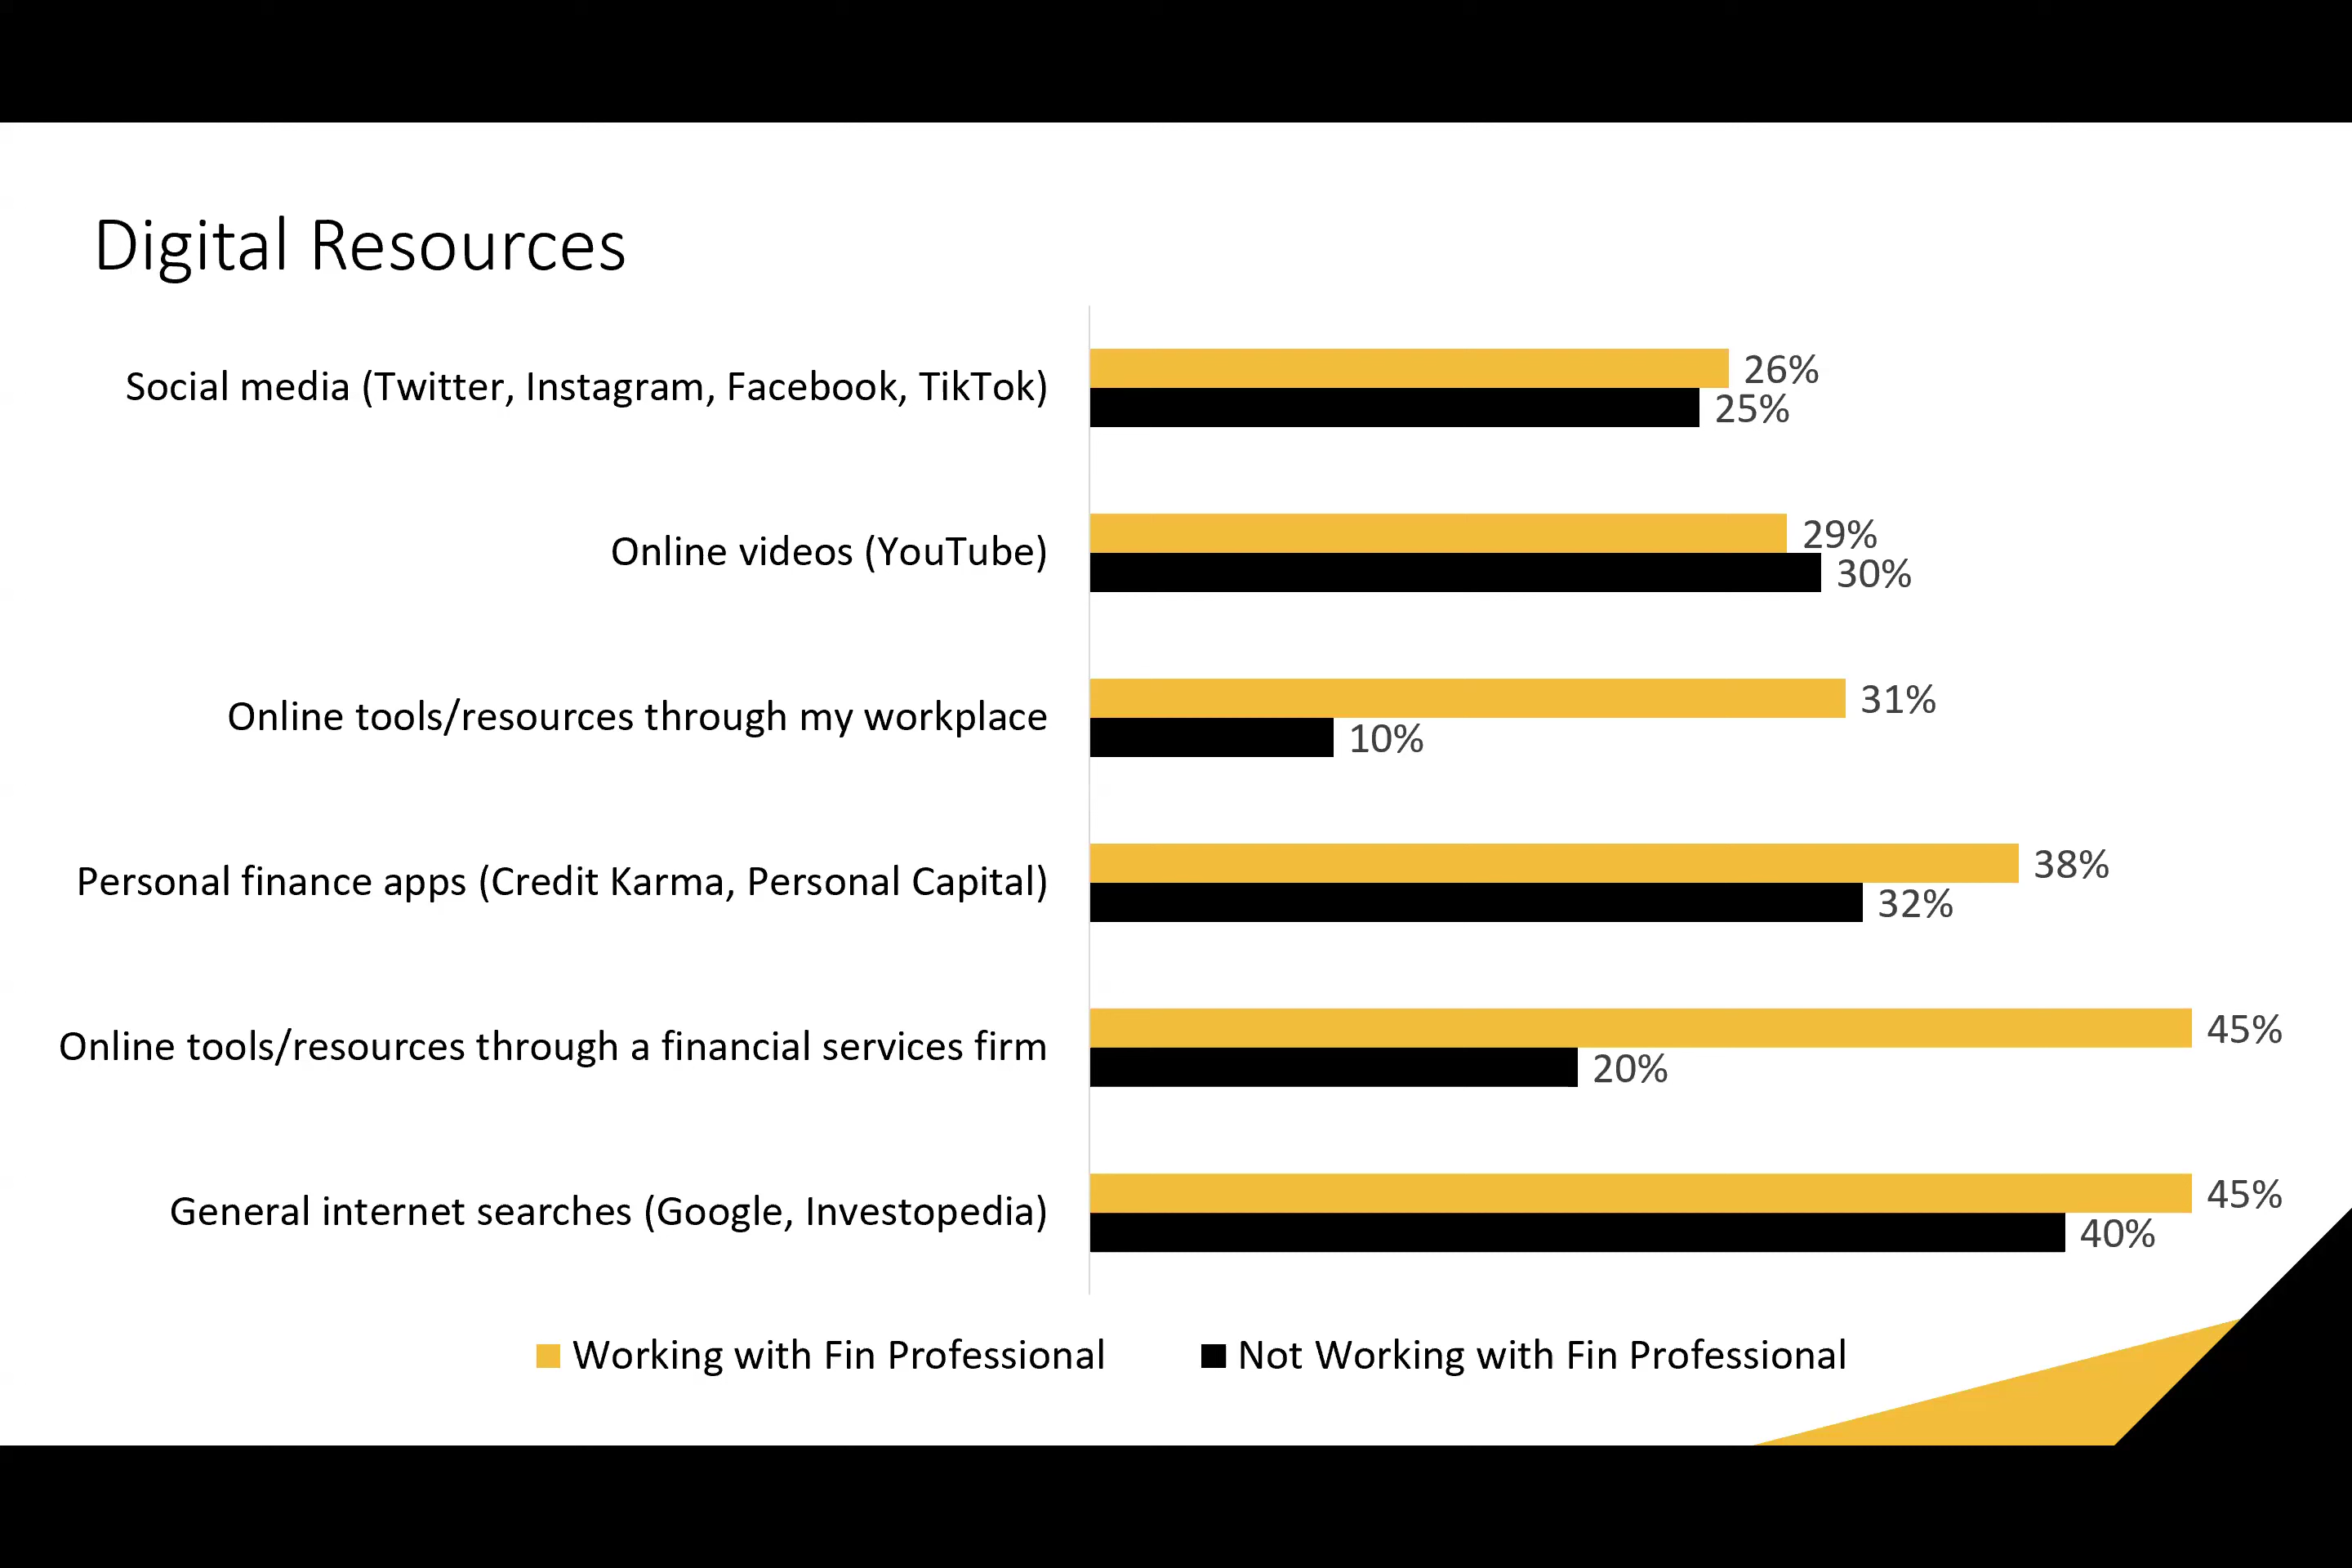 Digital Resources
Social media (Twitter, Instagram, Facebook, TikTok)
26%
25%
Online videos (YouTube)
29%
30%
Online tools/resources through my workplace
31%
10%
Personal finance apps (Credit Karma, Personal Capital)
38%
32%
Online tools/resources through a financial services firm
45%
20%
General internet searches (Google, Investopedia)
45%
40%
Working with Fin Professional
Not Working with Fin Professional